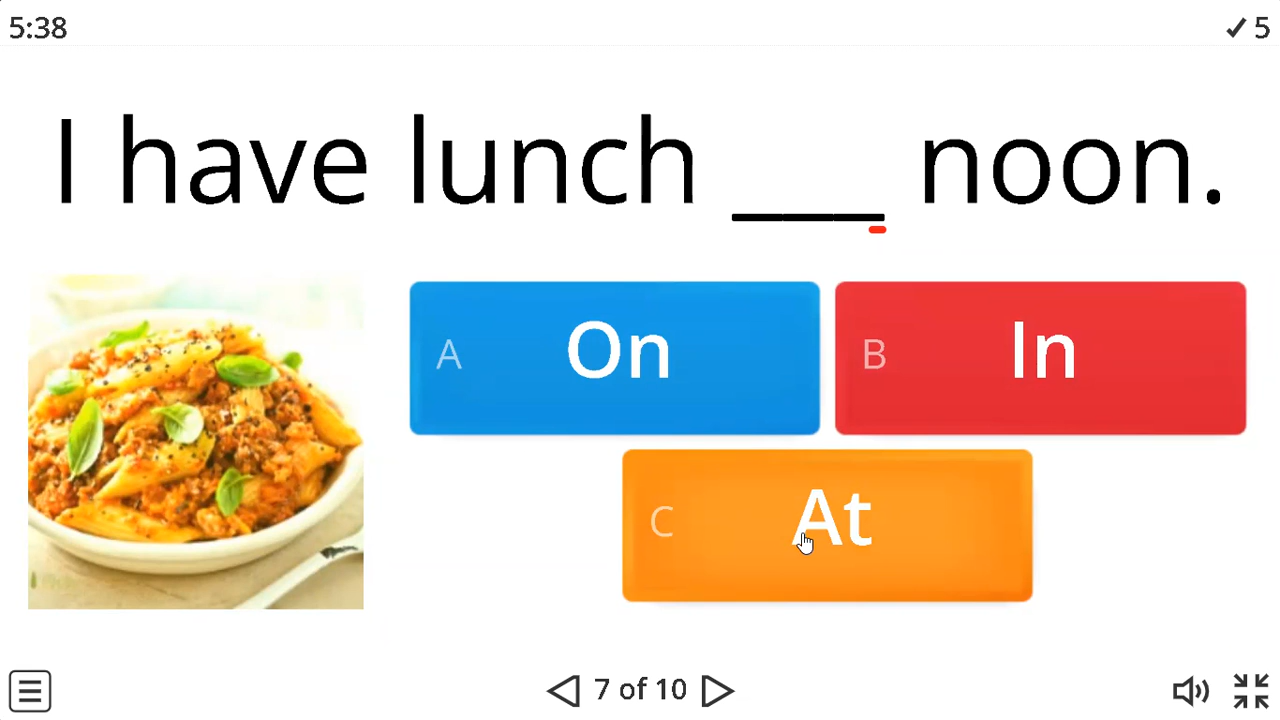 5:38
✓ 5
I have lunch ___ noon.
A On
B In
C At
7 of 10